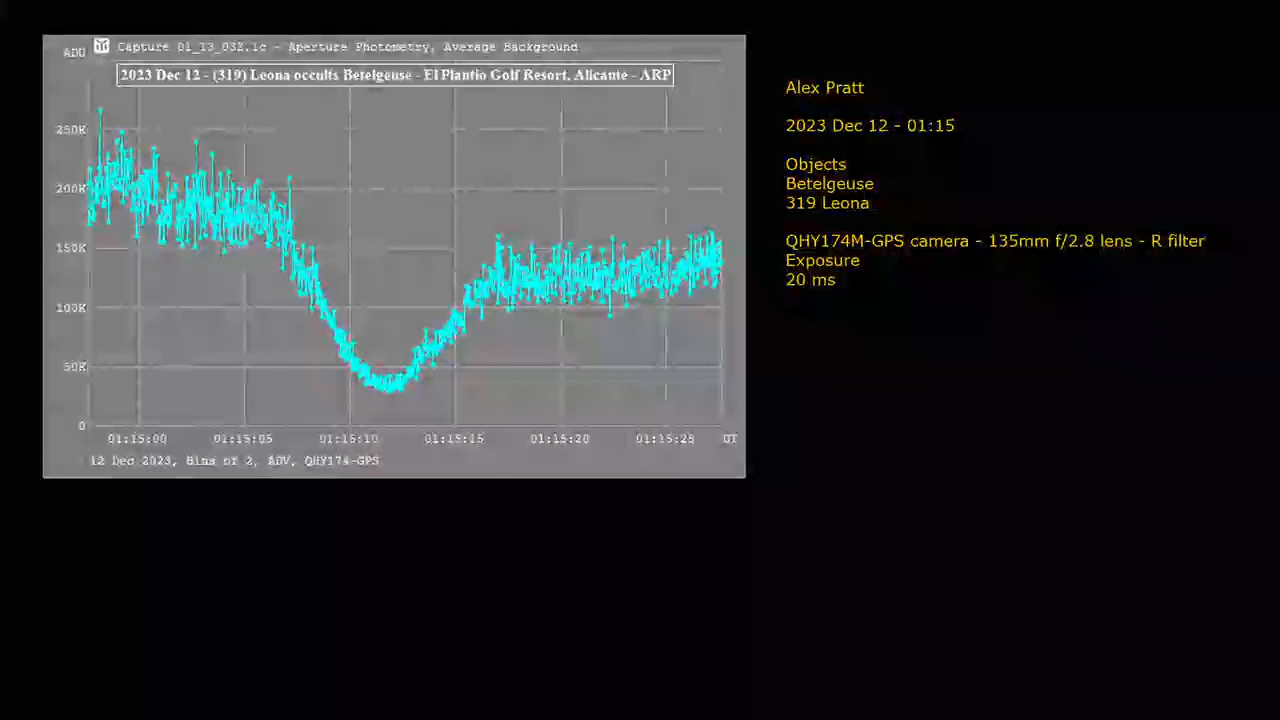 ADU Capture 01_13_032.lc - Aperture Photometry, Average Background
2023 Dec 12 - (319) Leona occults Betelgeuse - El Plantio Golf Resort, Alicante - ARP
250K
200K
150K
100K
50K
0
01:15:00 01:15:05 01:15:10 01:15:15 01:15:20 01:15:25 UT
12 Dec 2023, Bins of 2, ADV, QHY174-GPS
Alex Pratt
2023 Dec 12 - 01:15
Objects
Betelgeuse
319 Leona
QHY174M-GPS camera - 135mm f/2.8 lens - R filter
Exposure
20 ms